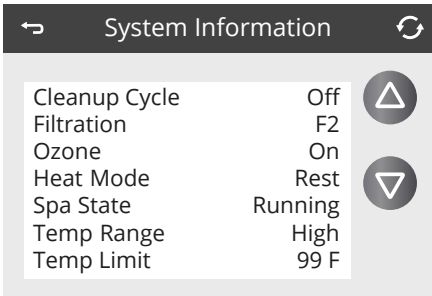 System Information
Cleanup Cycle Off
Filtration F2
Ozone On
Heat Mode Rest
Spa State Running
Temp Range High
Temp Limit 99 F